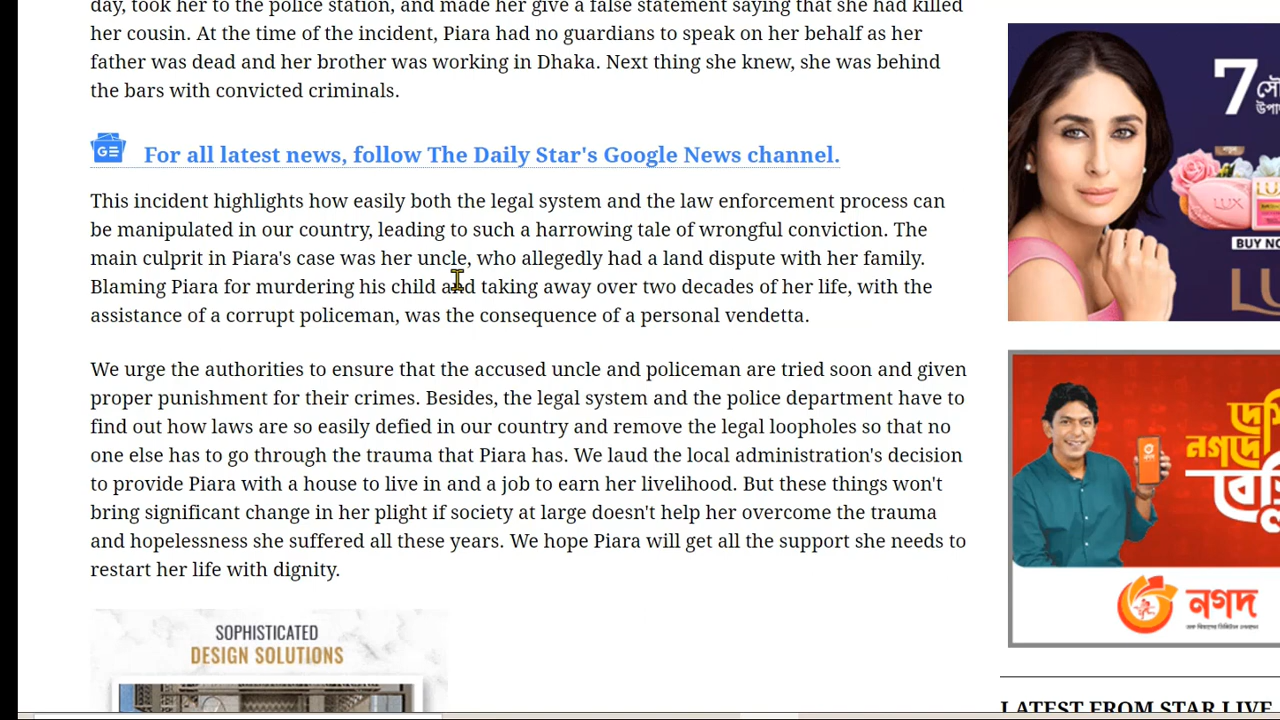 day, took her to the police station, and made her give a false statement saying that she had killed
her cousin. At the time of the incident, Piara had no guardians to speak on her behalf as her
father was dead and her brother was working in Dhaka. Next thing she knew, she was behind
the bars with convicted criminals.
GE For all latest news, follow The Daily Star's Google News channel.
This incident highlights how easily both the legal system and the law enforcement process can
be manipulated in our country, leading to such a harrowing tale of wrongful conviction. The
main culprit in Piara's case was her uncle, who allegedly had a land dispute with her family.
Blaming Piara for murdering his child and taking away over two decades of her life, with the
assistance of a corrupt policeman, was the consequence of a personal vendetta.
We urge the authorities to ensure that the accused uncle and policeman are tried soon and given
proper punishment for their crimes. Besides, the legal system and the police department have to
find out how laws are so easily defied in our country and remove the legal loopholes so that no
one else has to go through the trauma that Piara has. We laud the local administration's decision
to provide Piara with a house to live in and a job to earn her livelihood. But these things won't
bring significant change in her plight if society at large doesn't help her overcome the trauma
and hopelessness she suffered all these years. We hope Piara will get all the support she needs to
restart her life with dignity.
SOPHISTICATED
DESIGN SOLUTIONS
7
LUX
BUY NO
LU
নগদে
নগদ
LATEST FROM STAR LIVE